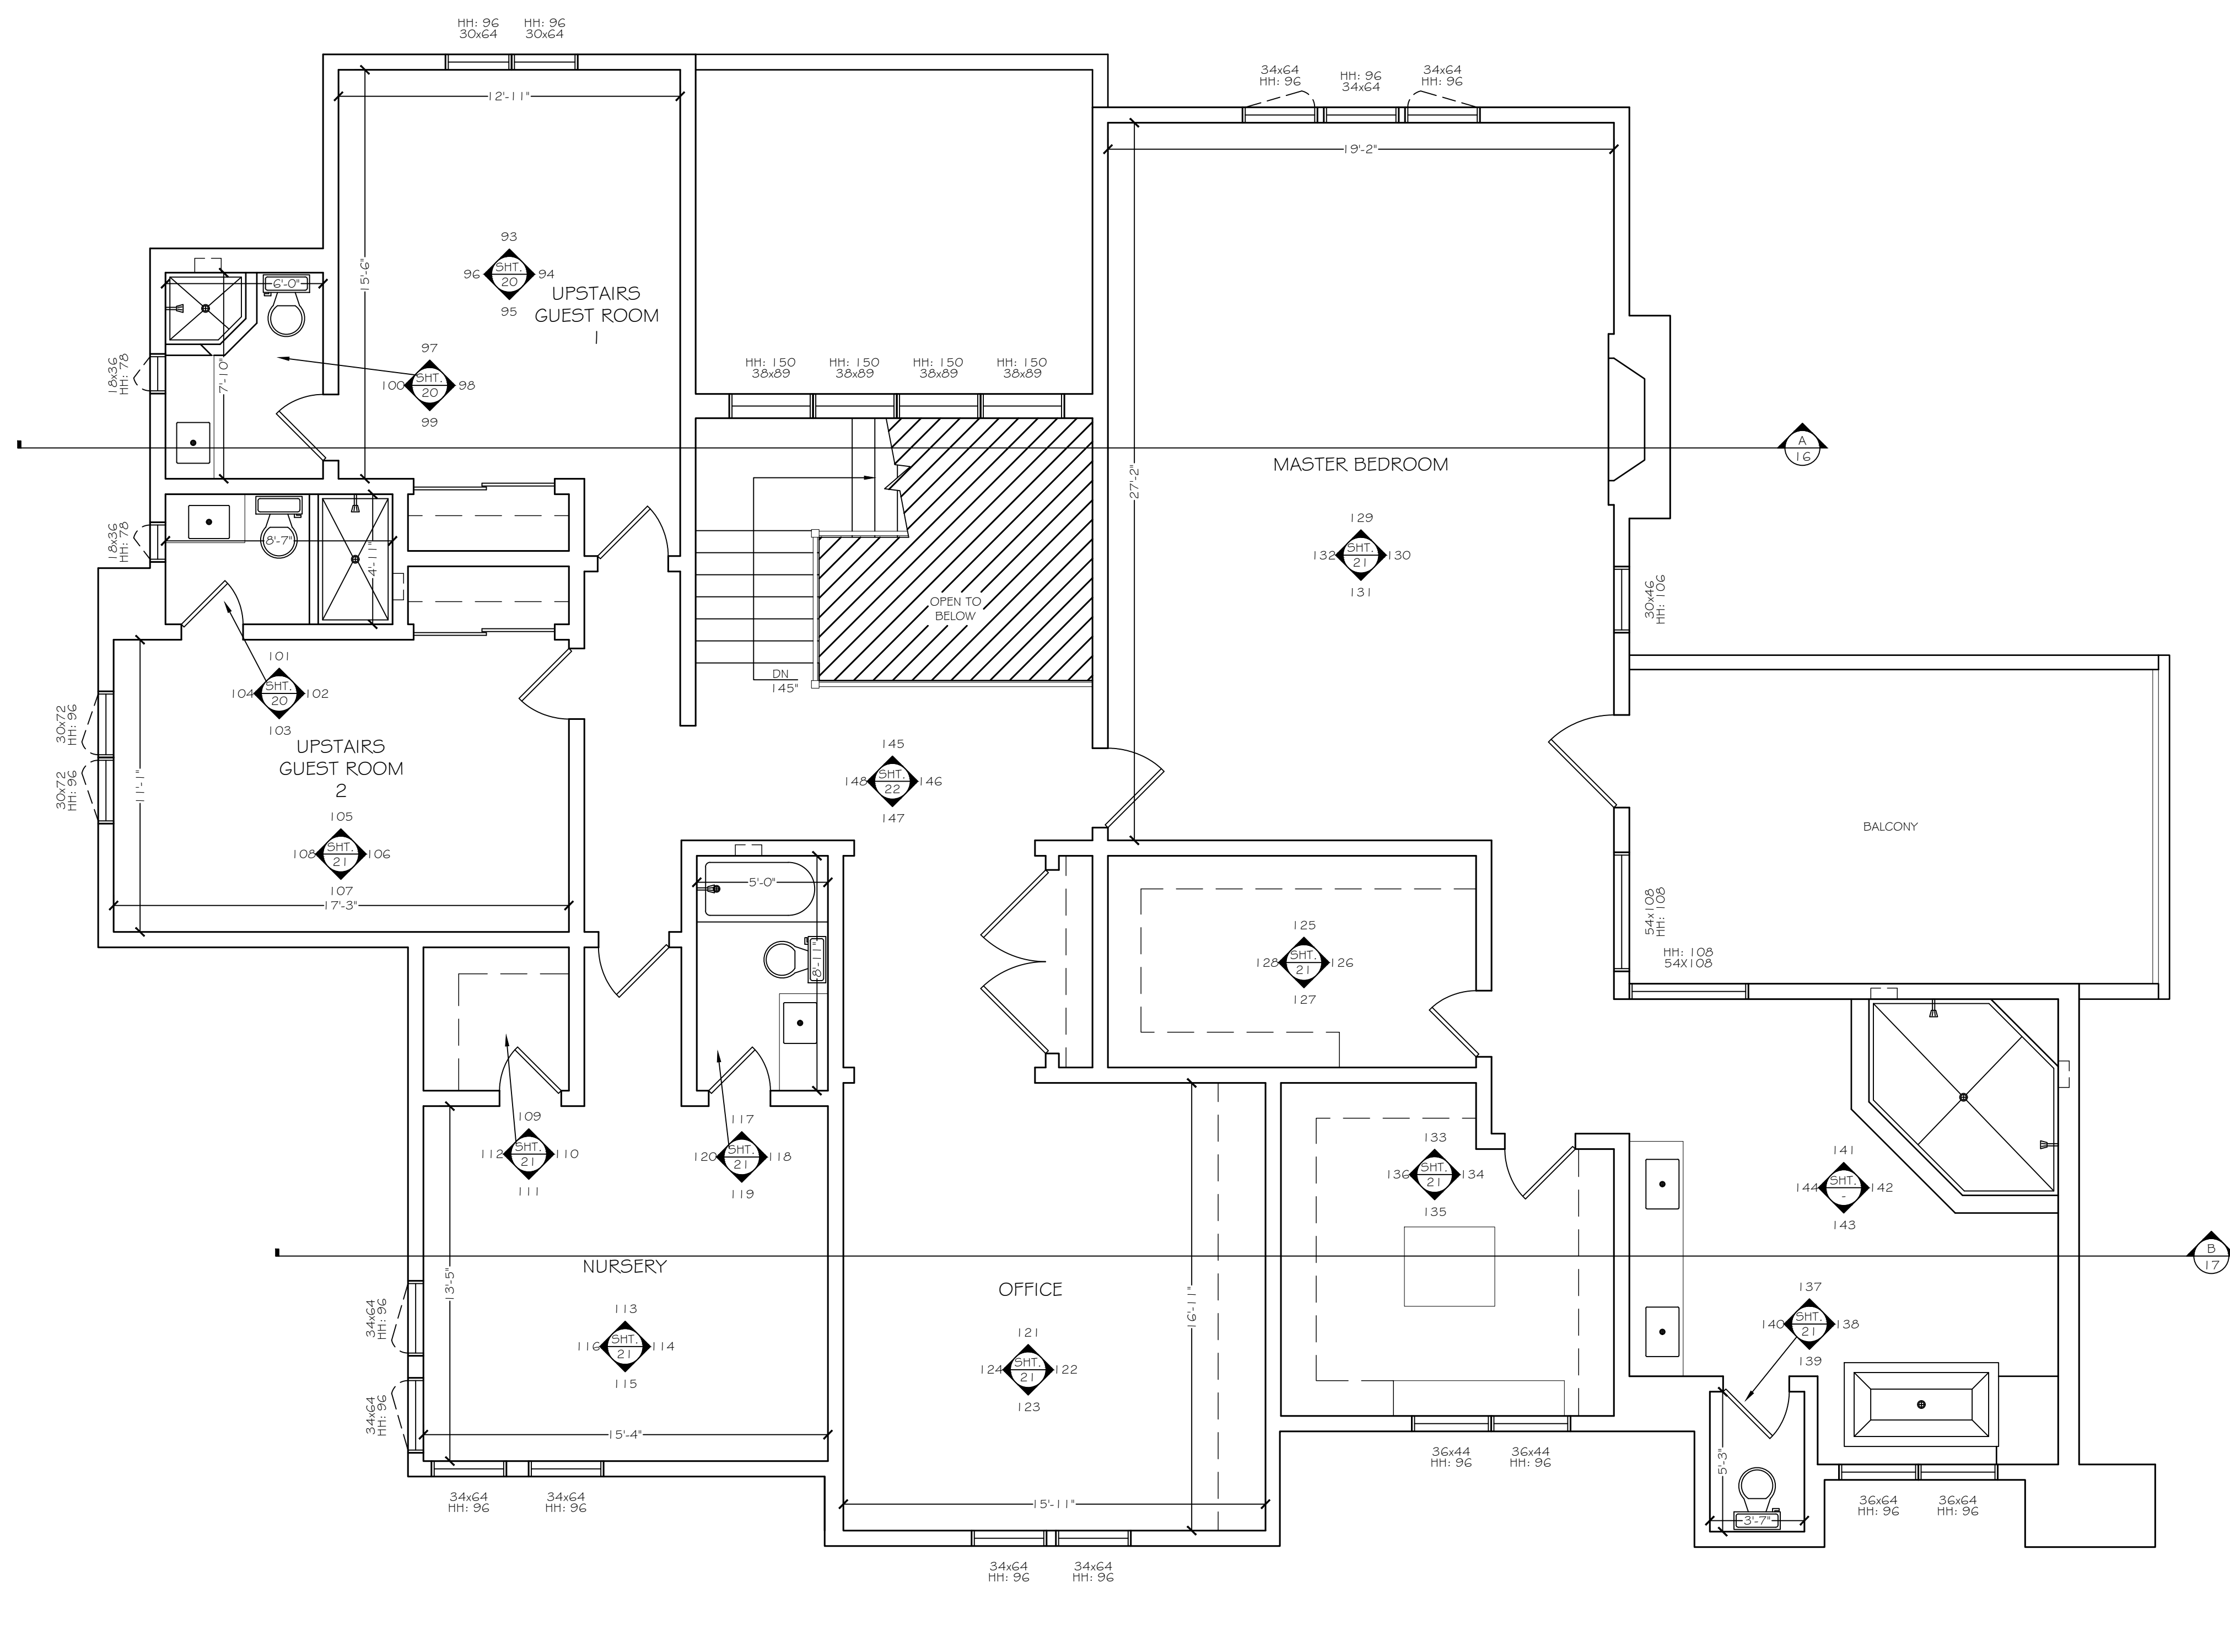 HH: 96
30x64
HH: 96
30x64
34x64
HH: 96
HH: 96
34x64
34x64
HH: 96
12'-11"
19'-2"
15'-6"
93
96
SHT.
20
94
95
UPSTAIRS
GUEST ROOM
1
6'-0"
7'-10"
18x36
HH: 78
97
100
SHT.
20
98
99
HH: 150
38x89
HH: 150
38x89
HH: 150
38x89
HH: 150
38x89
A
16
MASTER BEDROOM
27'-2"
129
132
SHT.
21
130
131
18x36
HH: 78
8'-7"
4'-11"
OPEN TO
BELOW
DN
145"
30x46
HH: 106
101
104
SHT.
20
102
103
30x72
HH: 96
30x72
HH: 96
UPSTAIRS
GUEST ROOM
2
11'-1"
105
108
SHT.
21
106
107
17'-3"
145
148
SHT.
22
146
147
BALCONY
54x108
HH: 108
HH: 108
54X108
5'-0"
8'-11"
125
128
SHT.
21
126
127
109
112
SHT.
21
110
111
117
120
SHT.
21
118
119
133
136
SHT.
21
134
135
141
144
SHT.
-
142
143
B
17
NURSERY
13'-5"
34x64
HH: 96
34x64
HH: 96
113
116
SHT.
21
114
115
15'-4"
OFFICE
16'-11"
121
124
SHT.
21
122
123
137
140
SHT.
21
138
139
34x64
HH: 96
34x64
HH: 96
15'-11"
34x64
HH: 96
34x64
HH: 96
36x44
HH: 96
36x44
HH: 96
5'-3"
3'-7"
36x64
HH: 96
36x64
HH: 96